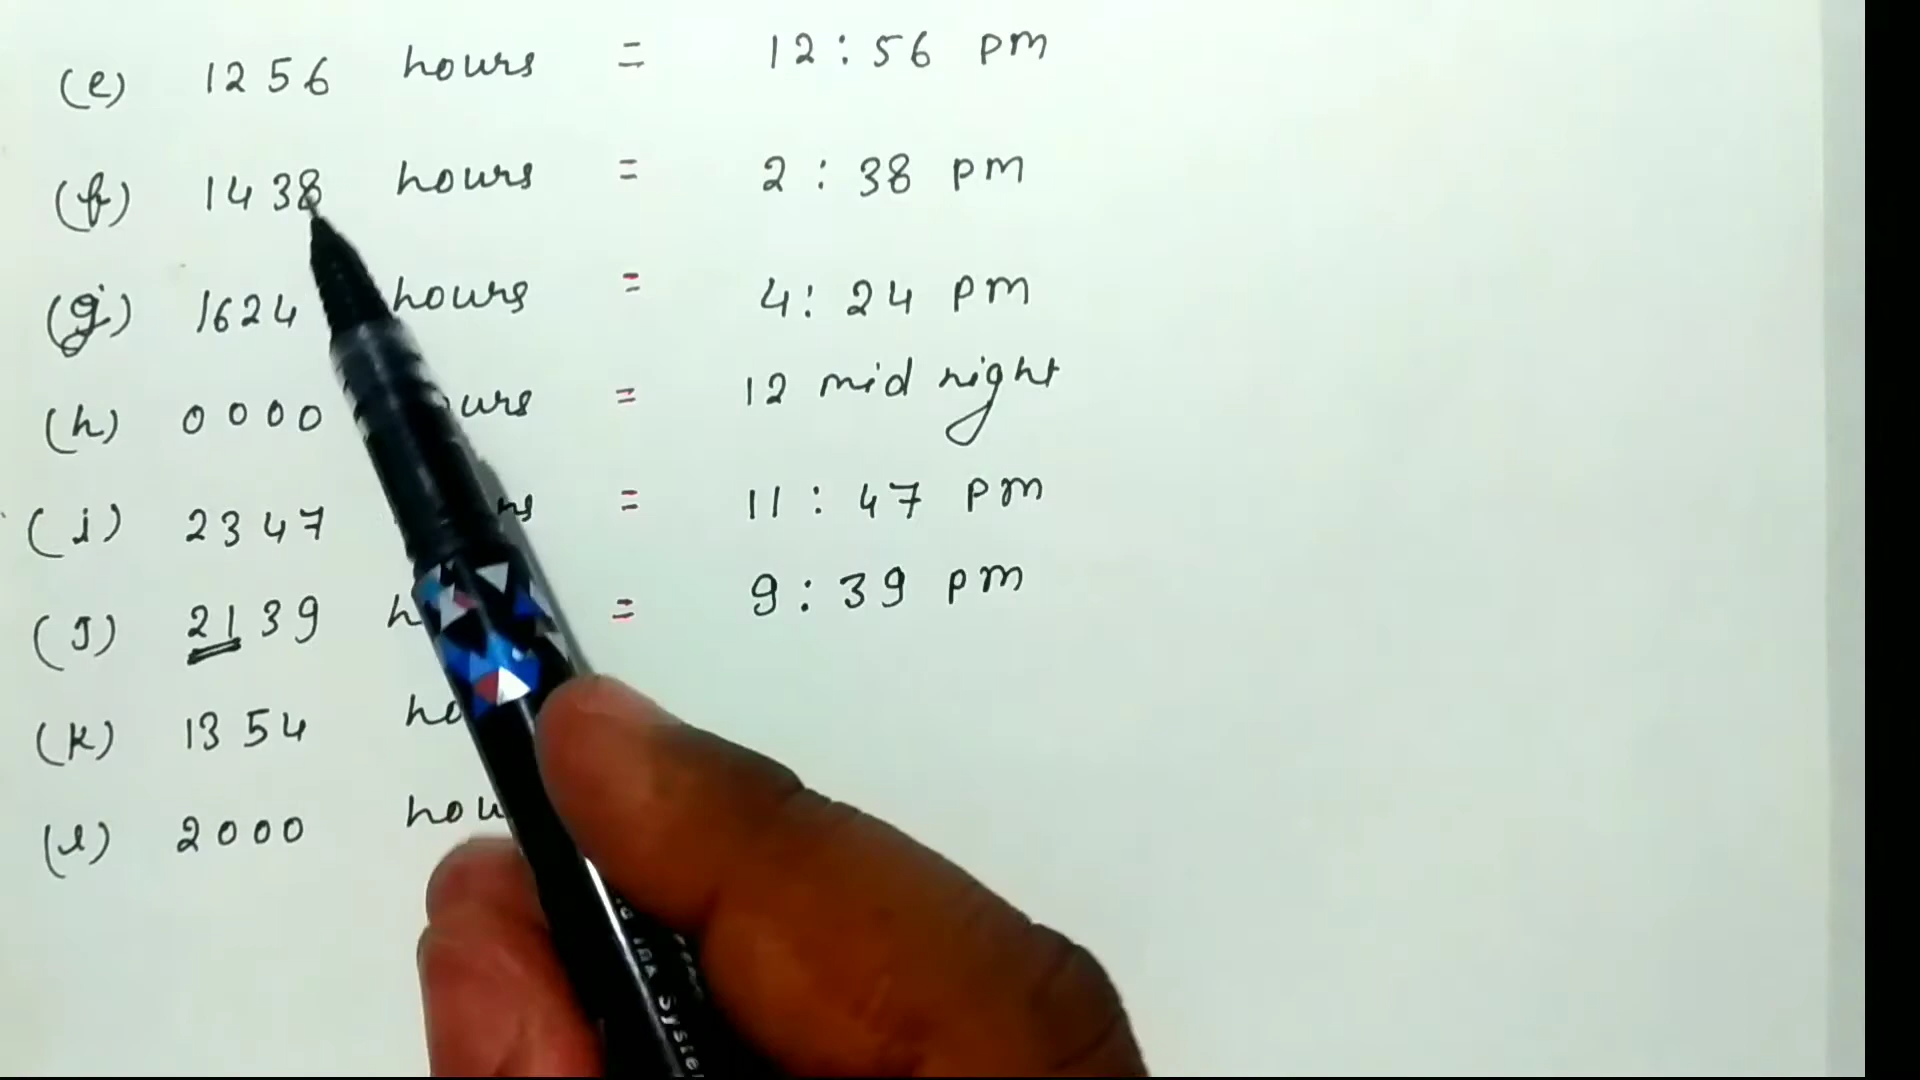 (e) 1256 hours = 12:56 pm
(f) 1438 hours = 2:38 pm
(g) 1624 hours = 4:24 pm
(h) 0000 = 12 mid night
(i) 2347 = 11:47 pm
(J) 2139 = 9:39 pm
(k) 1354
(l) 2000